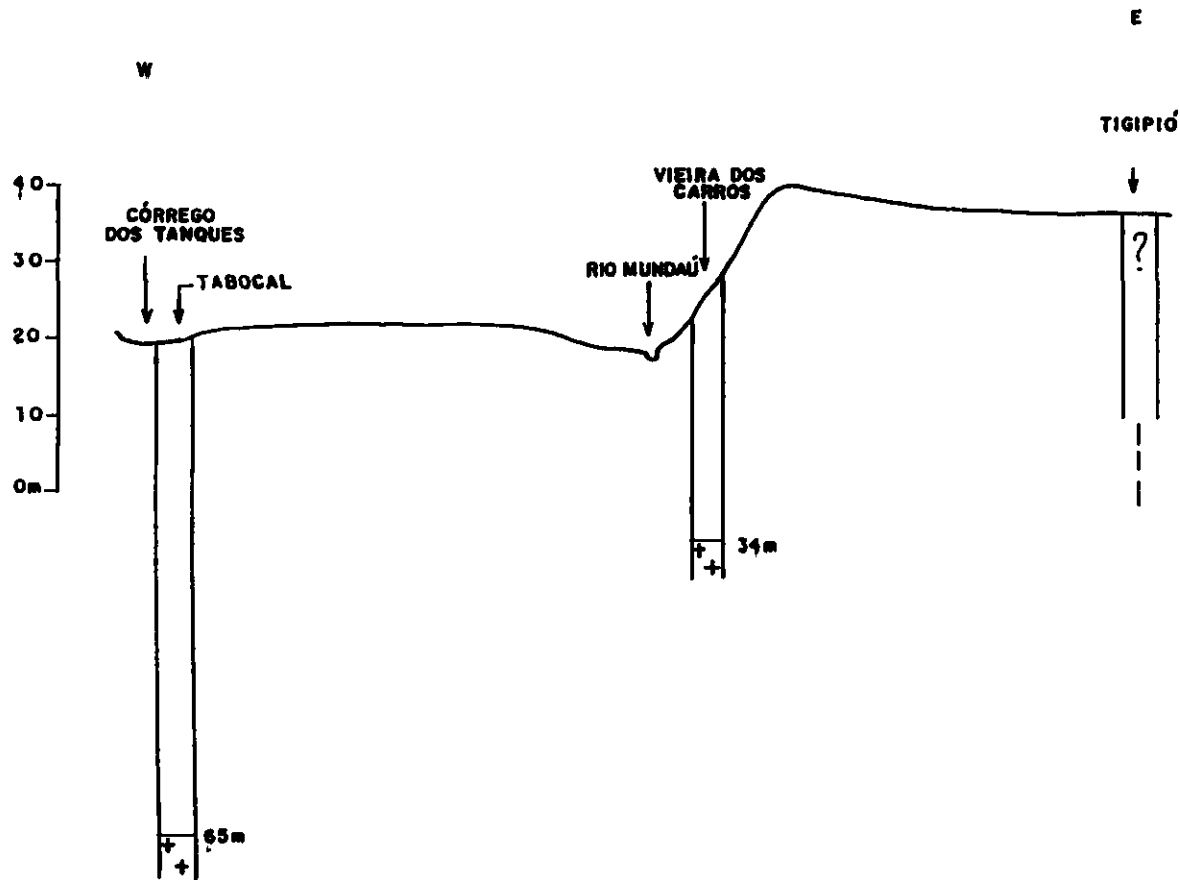 E
W
TIGIPIÓ
40
VIEIRA DOS
CARROS
CÓRREGO
DOS TANQUES
?
30
RIO MUNDAÚ
TABOCAL
20
10
0m
34m
65m